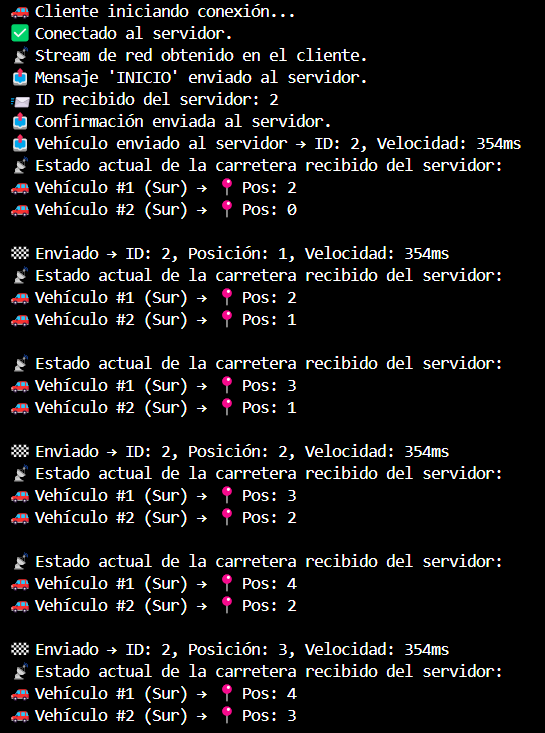 🚗 Cliente iniciando conexión...
✅ Conectado al servidor.
📡 Stream de red obtenido en el cliente.
📤 Mensaje 'INICIO' enviado al servidor.
📨 ID recibido del servidor: 2
📤 Confirmación enviada al servidor.
📤 Vehículo enviado al servidor → ID: 2, Velocidad: 354ms
📡 Estado actual de la carretera recibido del servidor:
🚗 Vehículo #1 (Sur) → 📍 Pos: 2
🚗 Vehículo #2 (Sur) → 📍 Pos: 0

🏁 Enviado → ID: 2, Posición: 1, Velocidad: 354ms
📡 Estado actual de la carretera recibido del servidor:
🚗 Vehículo #1 (Sur) → 📍 Pos: 2
🚗 Vehículo #2 (Sur) → 📍 Pos: 1

📡 Estado actual de la carretera recibido del servidor:
🚗 Vehículo #1 (Sur) → 📍 Pos: 3
🚗 Vehículo #2 (Sur) → 📍 Pos: 1

🏁 Enviado → ID: 2, Posición: 2, Velocidad: 354ms
📡 Estado actual de la carretera recibido del servidor:
🚗 Vehículo #1 (Sur) → 📍 Pos: 3
🚗 Vehículo #2 (Sur) → 📍 Pos: 2

📡 Estado actual de la carretera recibido del servidor:
🚗 Vehículo #1 (Sur) → 📍 Pos: 4
🚗 Vehículo #2 (Sur) → 📍 Pos: 2

🏁 Enviado → ID: 2, Posición: 3, Velocidad: 354ms
📡 Estado actual de la carretera recibido del servidor:
🚗 Vehículo #1 (Sur) → 📍 Pos: 4
🚗 Vehículo #2 (Sur) → 📍 Pos: 3